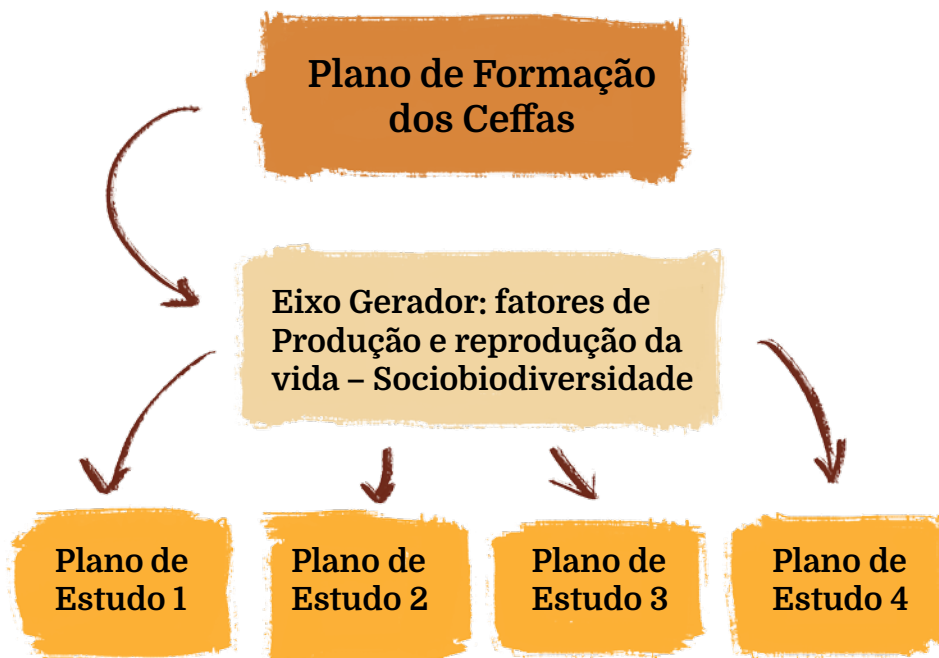 Plano de Formação
dos Ceffas
Eixo Gerador: fatores de
Produção e reprodução da
vida – Sociobiodiversidade
Plano de
Estudo 1
Plano de
Estudo 2
Plano de
Estudo 3
Plano de
Estudo 4